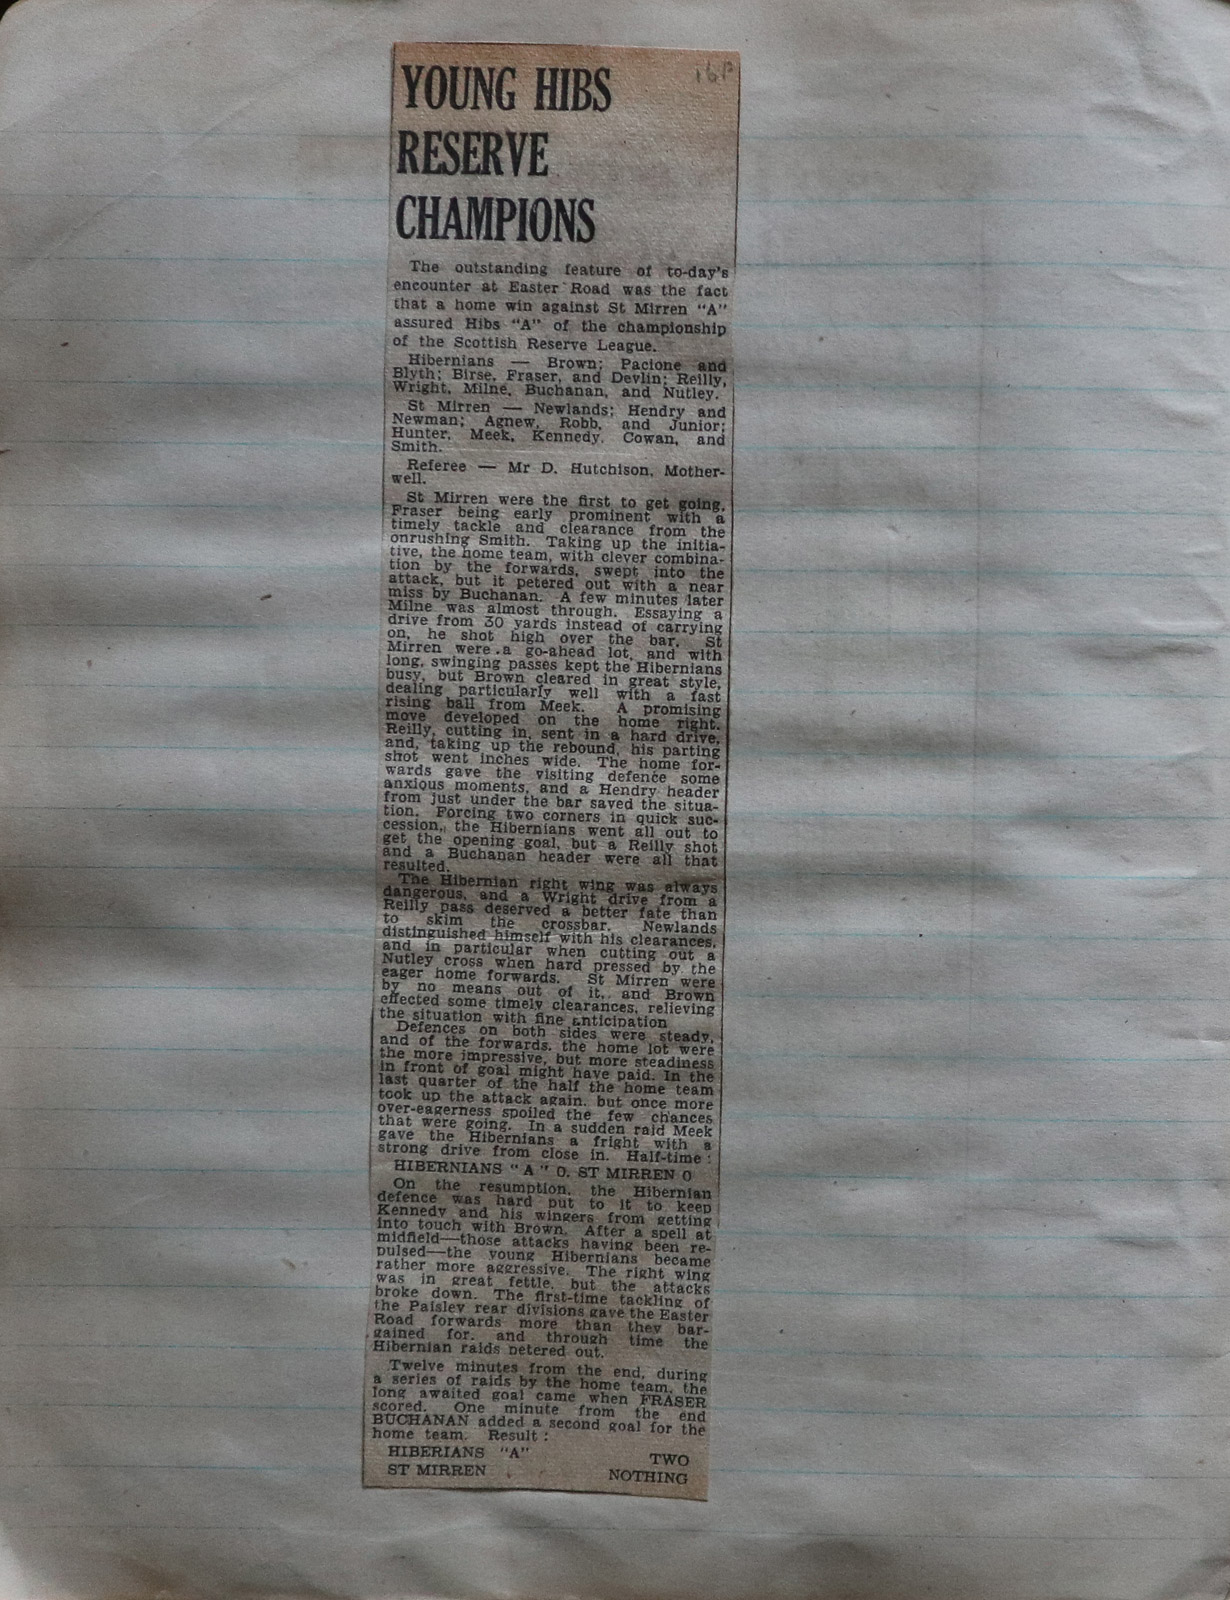 YOUNG HIBS
RESERVE
CHAMPIONS
The outstanding feature of to-day's
encounter at Easter Road was the fact
that a home win against St Mirren "A"
assured Hibs "A" of the championship
of the Scottish Reserve League.
Hibernians — Brown; Pacione and
Blyth; Birse, Fraser, and Devlin; Reilly,
Wright, Milne, Buchanan, and Nutley.
St Mirren — Newlands; Hendry and
Newman; Agnew, Robb, and Junior;
Hunter, Meek, Kennedy, Cowan, and
Smith.
Referee — Mr D. Hutchison, Mother-
well.
St Mirren were the first to get going,
Fraser being early prominent with a
timely tackle and clearance from the
onrushing Smith. Taking up the initia-
tive, the home team, with clever combina-
tion by the forwards, swept into the
attack, but it petered out with a near
miss by Buchanan. A few minutes later
Milne was almost through. Essaying a
drive from 30 yards instead of carrying
on, he shot high over the bar. St
Mirren were a go-ahead lot, and with
long, swinging passes kept the Hibernians
busy, but Brown cleared in great style,
dealing particularly well with a fast
rising ball from Meek. A promising
move developed on the home right.
Reilly, cutting in, sent in a hard drive,
and, taking up the rebound, his parting
shot went inches wide. The home for-
wards gave the visiting defence some
anxious moments, and a Hendry header
from just under the bar saved the situa-
tion. Forcing two corners in quick suc-
cession, the Hibernians went all out to
get the opening goal, but a Reilly shot
and a Buchanan header were all that
resulted.
The Hibernian right wing was always
dangerous, and a Wright drive from a
Reilly pass deserved a better fate than
to skim the crossbar. Newlands
distinguished himself with his clearances,
and in particular when cutting out a
Nutley cross when hard pressed by the
eager home forwards. St Mirren were
by no means out of it, and Brown
effected some timely clearances, relieving
the situation with fine anticipation
Defences on both sides were steady,
and of the forwards, the home lot were
the more impressive, but more steadiness
in front of goal might have paid. In the
last quarter of the half the home team
took up the attack again, but once more
over-eagerness spoiled the few chances
that were going. In a sudden raid Meek
gave the Hibernians a fright with a
strong drive from close in. Half-time:
HIBERNIANS "A" 0, ST MIRREN 0
On the resumption, the Hibernian
defence was hard put to it to keep
Kennedy and his wingers from getting
into touch with Brown. After a spell at
midfield—those attacks having been re-
pulsed—the young Hibernians became
rather more aggressive. The right wing
was in great fettle, but the attacks
broke down. The first-time tackling of
the Paisley rear divisions gave the Easter
Road forwards more than they bar-
gained for, and through time the
Hibernian raids petered out.
Twelve minutes from the end, during
a series of raids by the home team, the
long awaited goal came when FRASER
scored. One minute from the end
BUCHANAN added a second goal for the
home team. Result:
HIBERIANS "A" TWO
ST MIRREN NOTHING